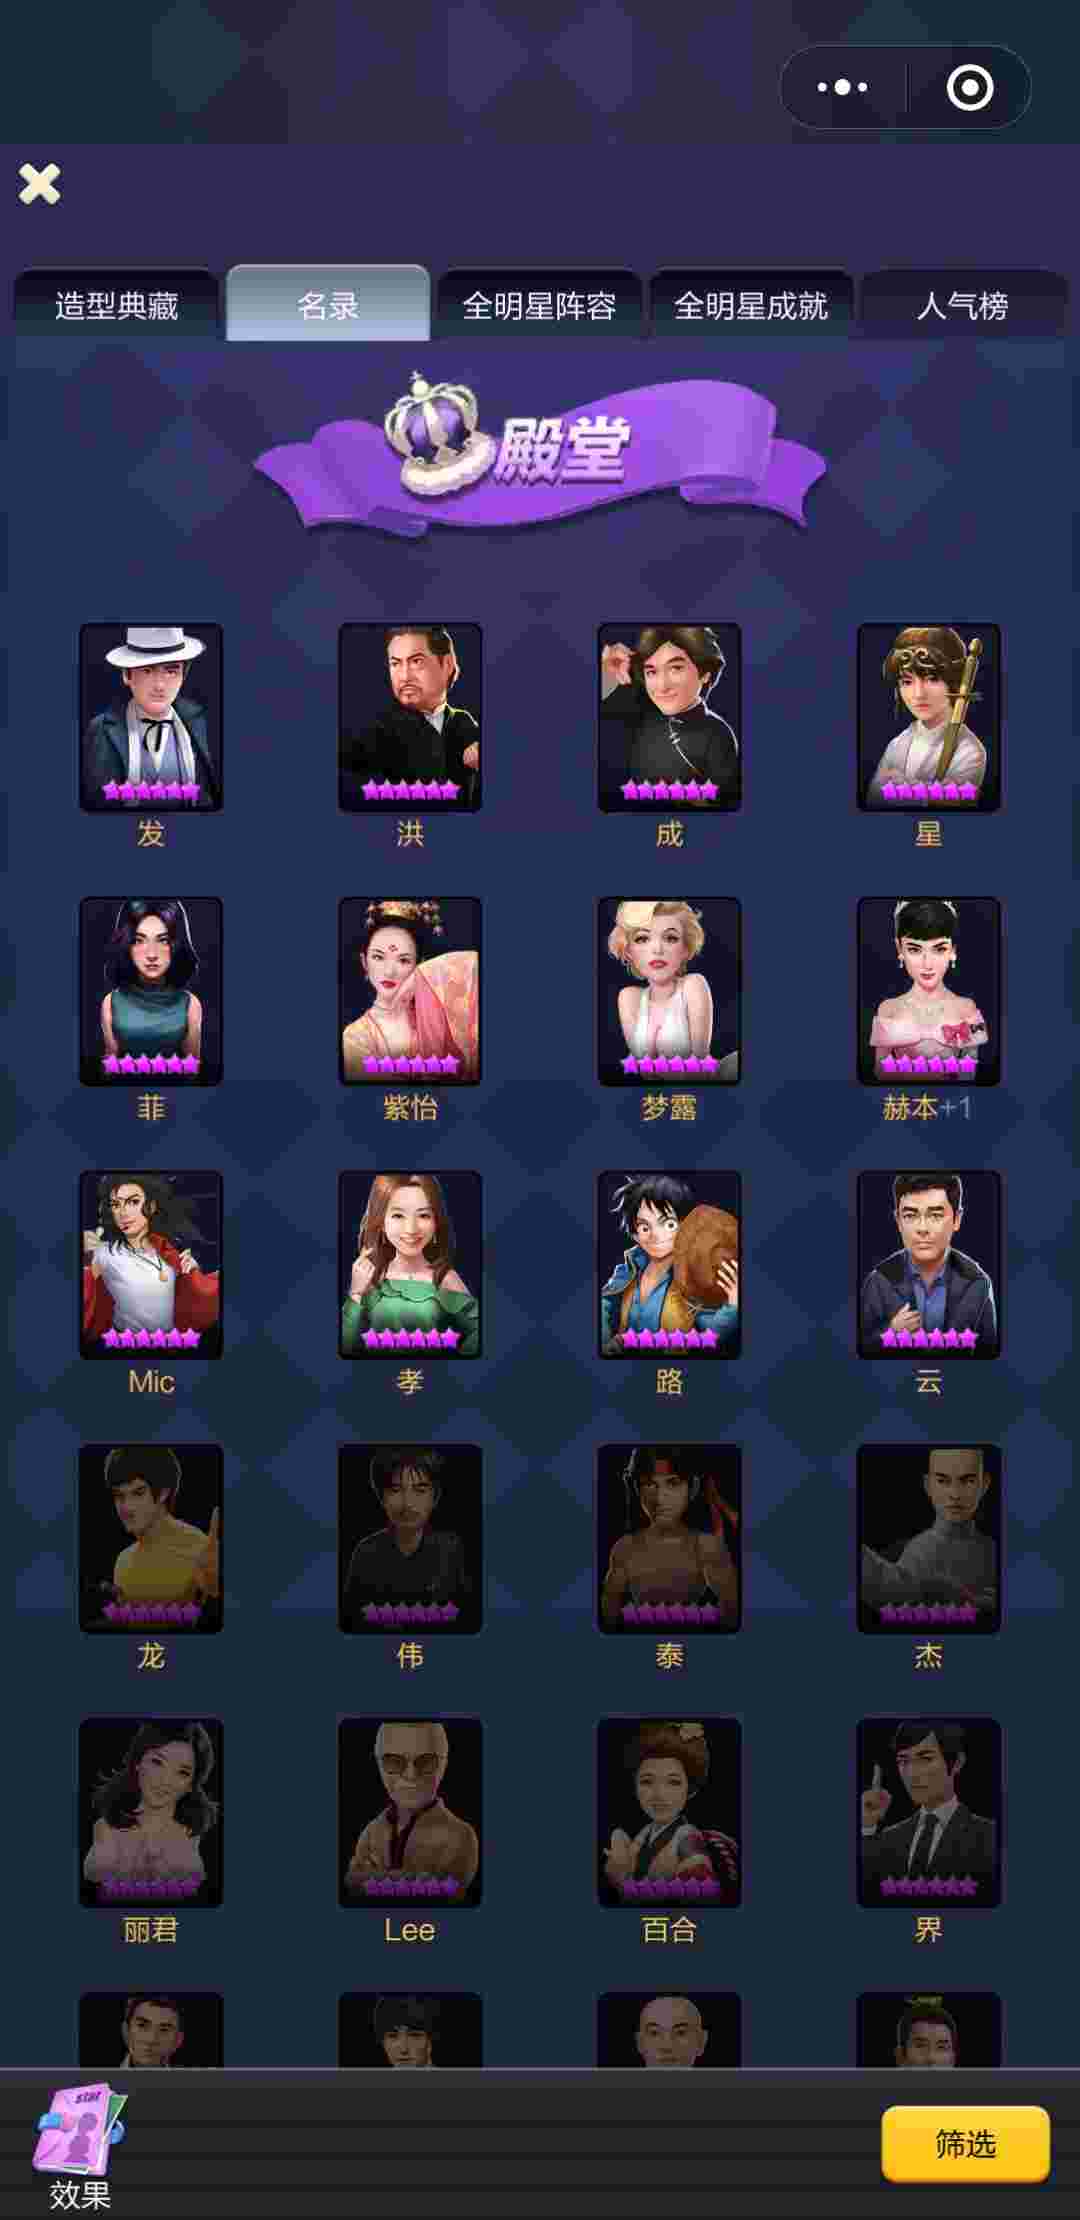 造型典藏 名录 全明星阵容 全明星成就 人气榜
殿堂
发 洪 成 星
菲 紫怡 梦露 赫本+1
Mic 孝 路 云
龙 伟 泰 杰
丽君 Lee 百合 界
star
效果
筛选